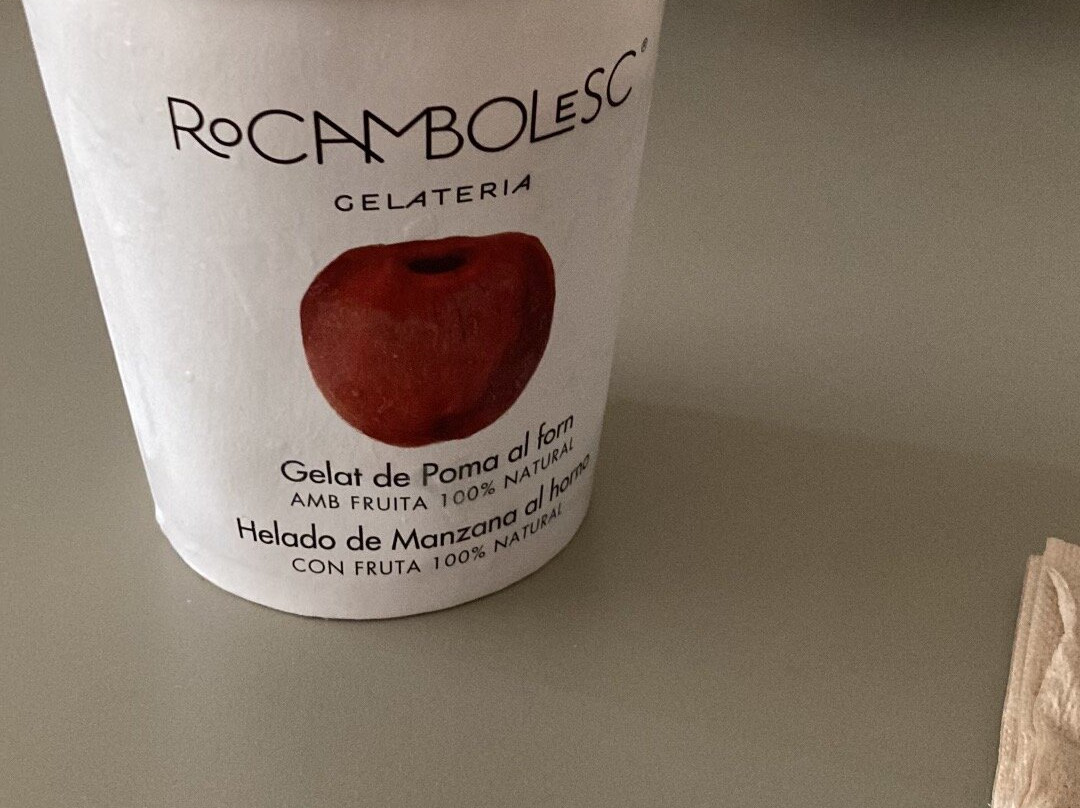 RoCAMBOLeSC®
GELATERIA
Gelat de Poma al forn
AMB FRUITA 100% NATURAL
Helado de Manzana al horno
CON FRUTA 100% NATURAL